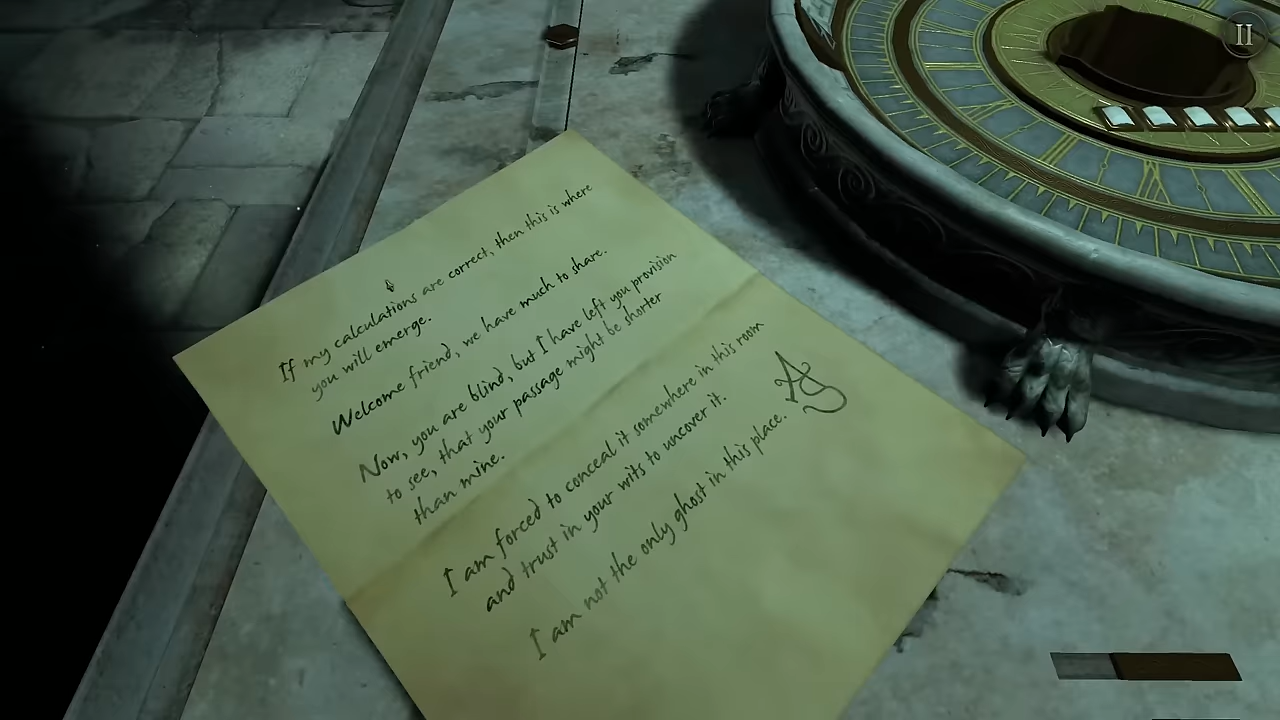 If my calculations are correct, then this is where
you will emerge.
Welcome friend, we have much to share.
Now, you are blind, but I have left you provision
to see, that your passage might be shorter
than mine.
I am forced to conceal it somewhere in this room
and trust in your wits to uncover it.
I am not the only ghost in this place.
AS
II